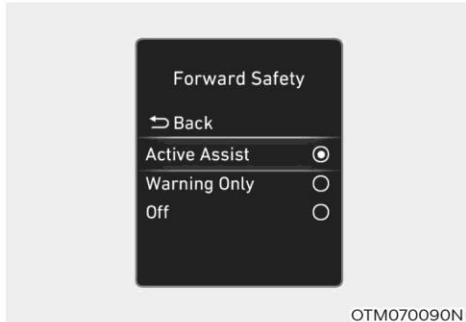 Forward Safety
Back
Active Assist
Warning Only
Off
OTM070090N